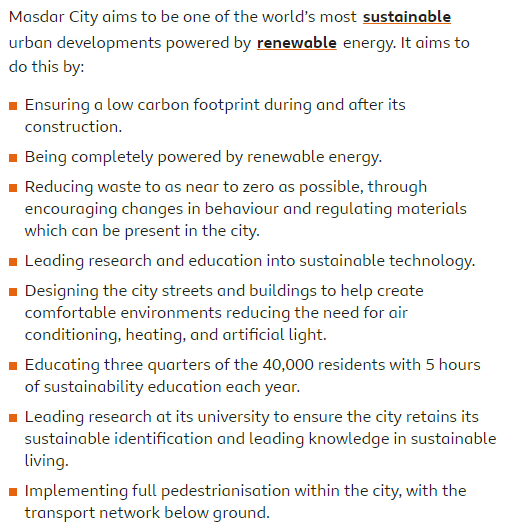 Masdar City aims to be one of the world's most sustainable
urban developments powered by renewable energy. It aims to
do this by:
Ensuring a low carbon footprint during and after its
construction.
Being completely powered by renewable energy.
Reducing waste to as near to zero as possible, through
encouraging changes in behaviour and regulating materials
which can be present in the city.
Leading research and education into sustainable technology.
Designing the city streets and buildings to help create
comfortable environments reducing the need for air
conditioning, heating, and artificial light.
Educating three quarters of the 40,000 residents with 5 hours
of sustainability education each year.
Leading research at its university to ensure the city retains its
sustainable identification and leading knowledge in sustainable
living.
Implementing full pedestrianisation within the city, with the
transport network below ground.